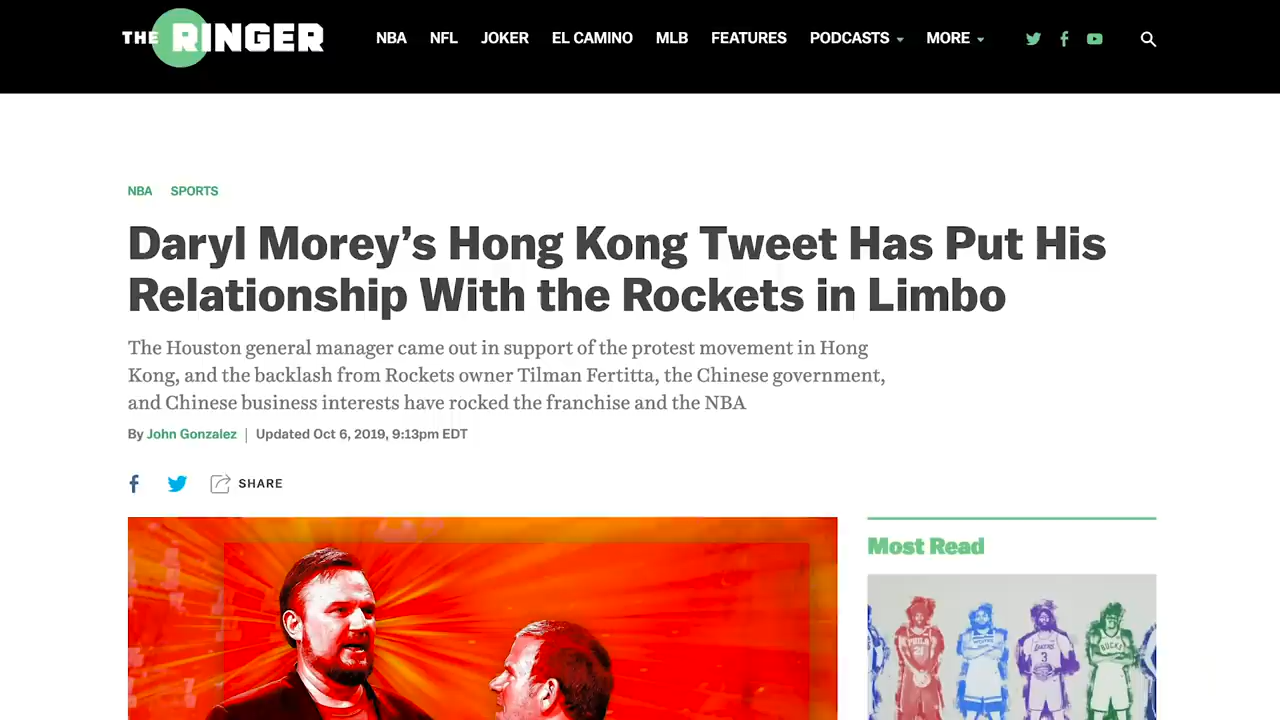 THE RINGER
NBA NFL JOKER EL CAMINO MLB FEATURES PODCASTS MORE
NBA SPORTS
Daryl Morey’s Hong Kong Tweet Has Put His
Relationship With the Rockets in Limbo
The Houston general manager came out in support of the protest movement in Hong
Kong, and the backlash from Rockets owner Tilman Fertitta, the Chinese government,
and Chinese business interests have rocked the franchise and the NBA
By John Gonzalez | Updated Oct 6, 2019, 9:13pm EDT
SHARE
Most Read
PHILA
21
3
BUCKS